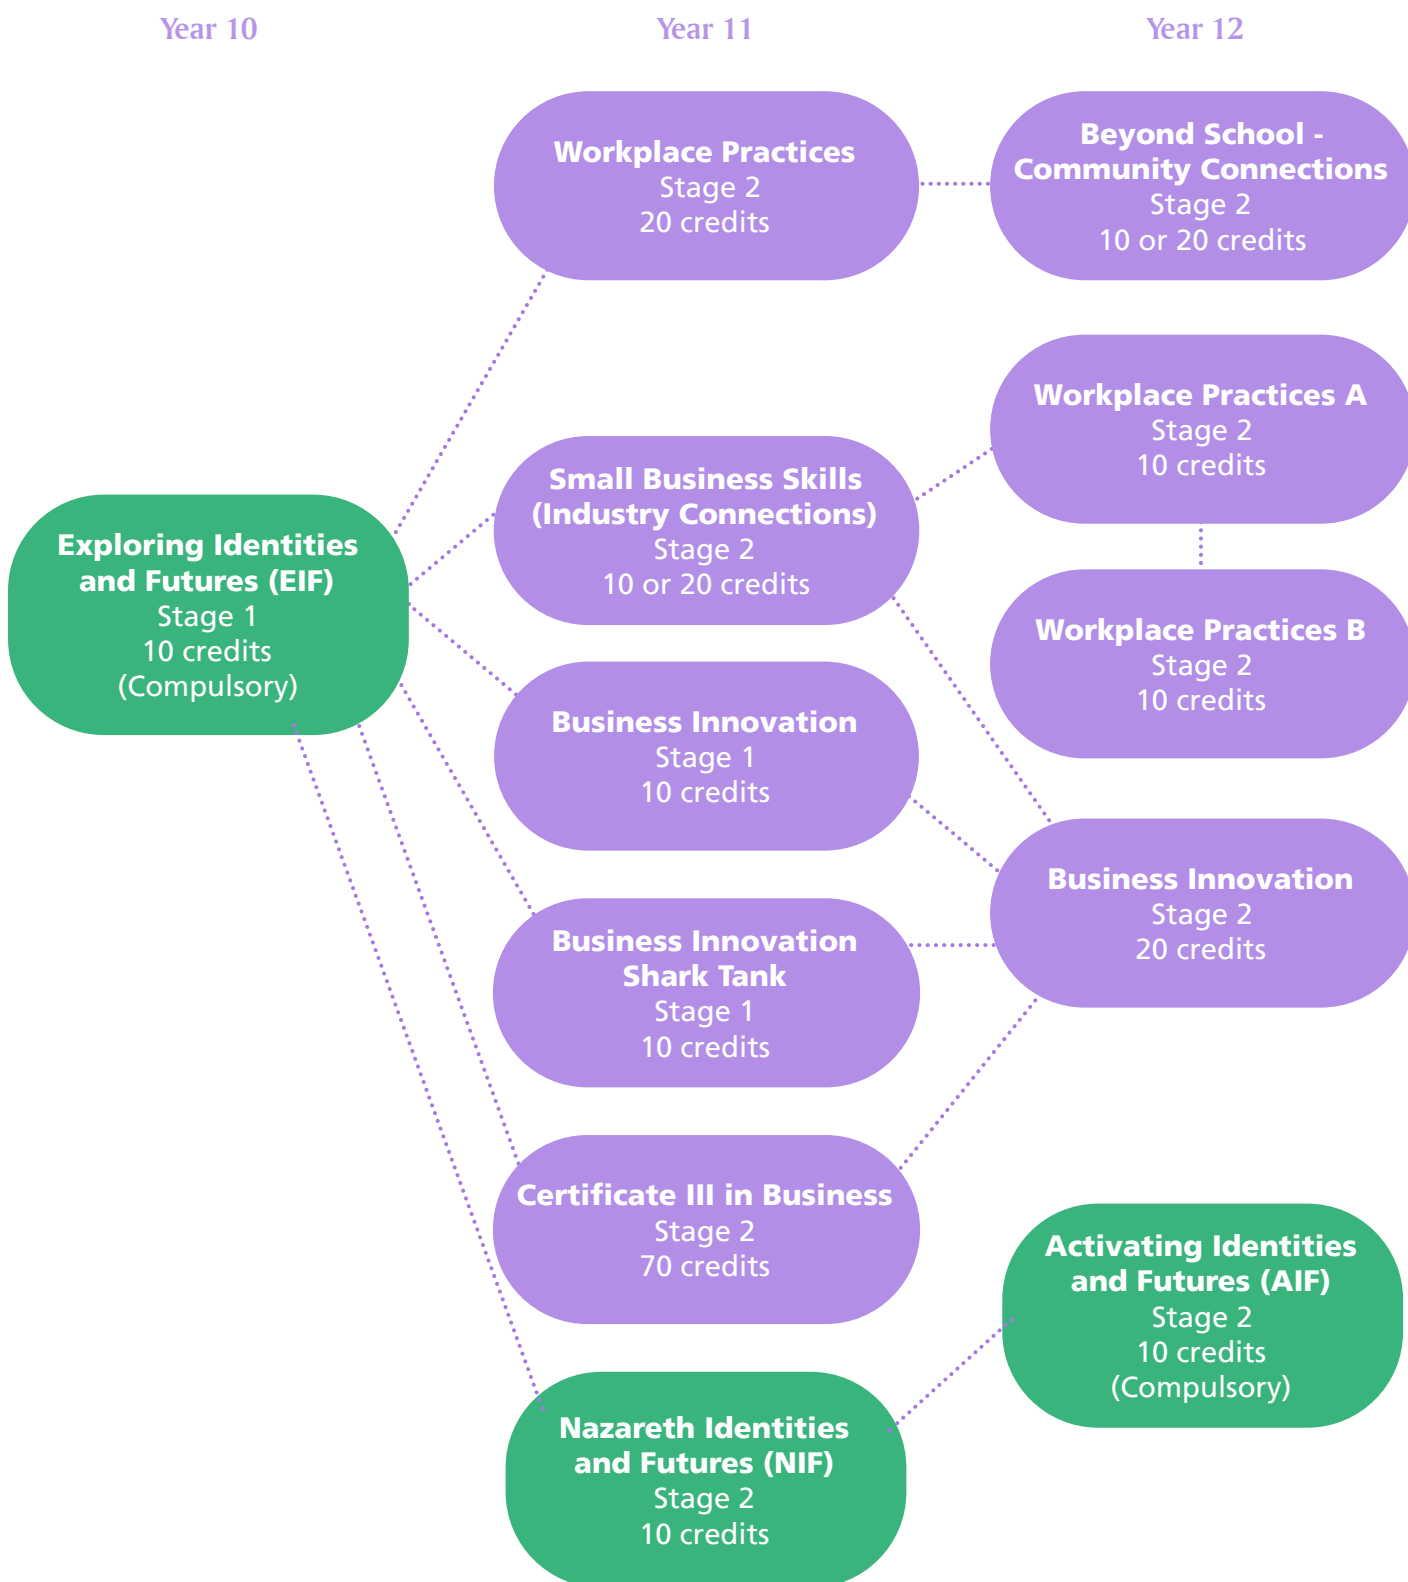 Year 10
Year 11
Year 12
Workplace Practices
Stage 2
20 credits
Beyond School -
Community Connections
Stage 2
10 or 20 credits
Workplace Practices A
Stage 2
10 credits
Small Business Skills
(Industry Connections)
Stage 2
10 or 20 credits
Exploring Identities
and Futures (EIF)
Stage 1
10 credits
(Compulsory)
Workplace Practices B
Stage 2
10 credits
Business Innovation
Stage 1
10 credits
Business Innovation
Stage 2
20 credits
Business Innovation
Shark Tank
Stage 1
10 credits
Certificate III in Business
Stage 2
70 credits
Activating Identities
and Futures (AIF)
Stage 2
10 credits
(Compulsory)
Nazareth Identities
and Futures (NIF)
Stage 2
10 credits